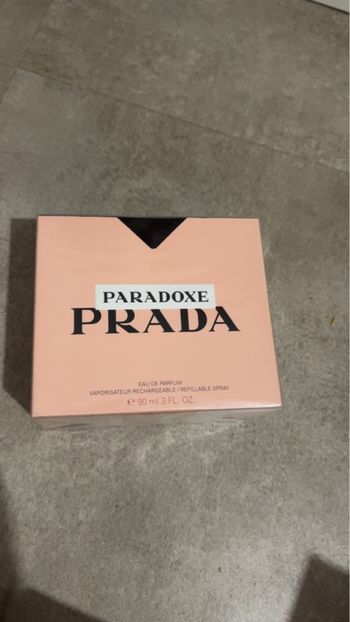 PARADOXE
PRADA
EAU DE PARFUM
VAPORISATEUR RECHARGEABLE / REFILLABLE SPRAY
℮ 90 ml 3 FL. OZ.